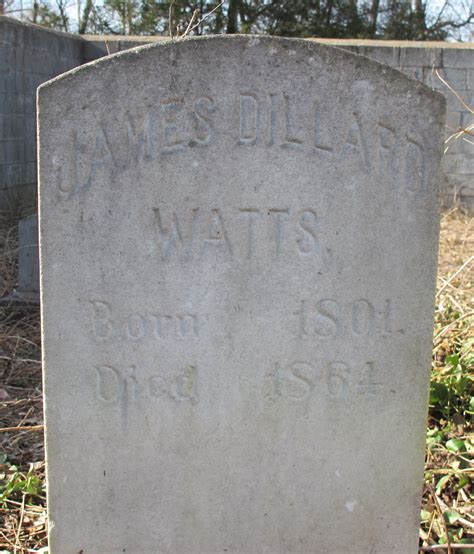 JAMES DILLARD
WATTS.
Born 1801.
Died 1864.